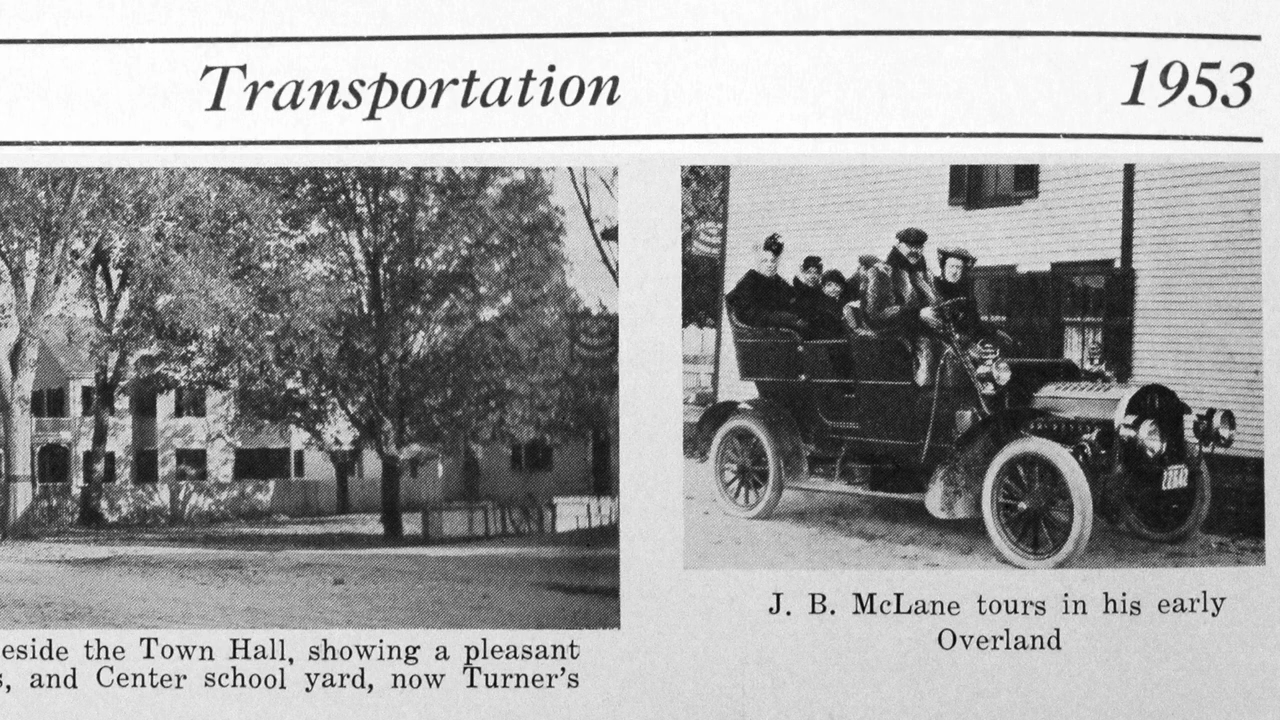 Transportation 1953
eside the Town Hall, showing a pleasant
s, and Center school yard, now Turner's
J. B. McLane tours in his early
Overland